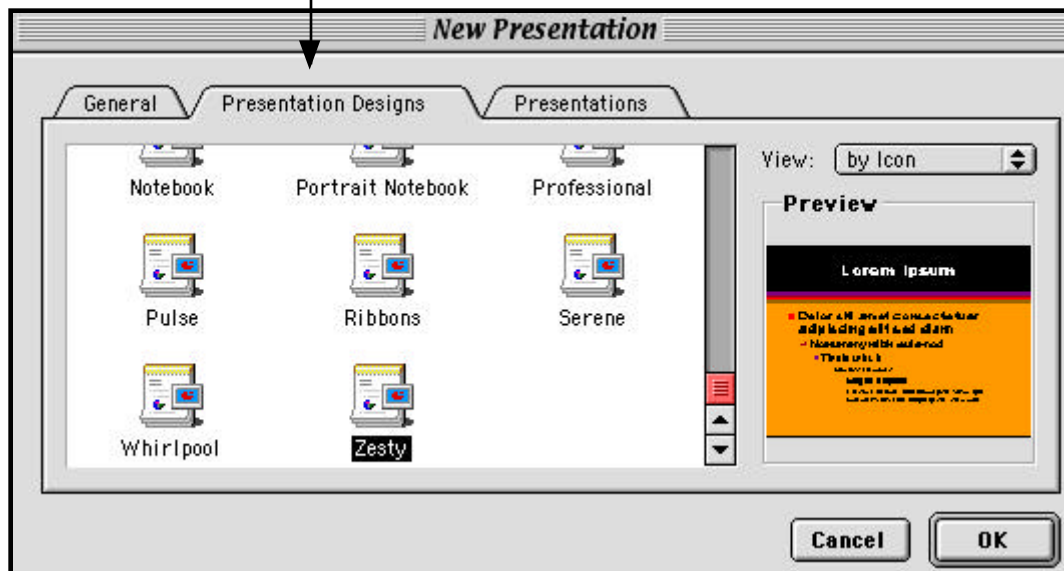 New Presentation
General
Presentation Designs
Presentations
View:
by Icon
Notebook
Portrait Notebook
Professional
Preview
Lorem Ipsum
Pulse
Ribbons
Serene
Whirlpool
Zesty
Cancel
OK